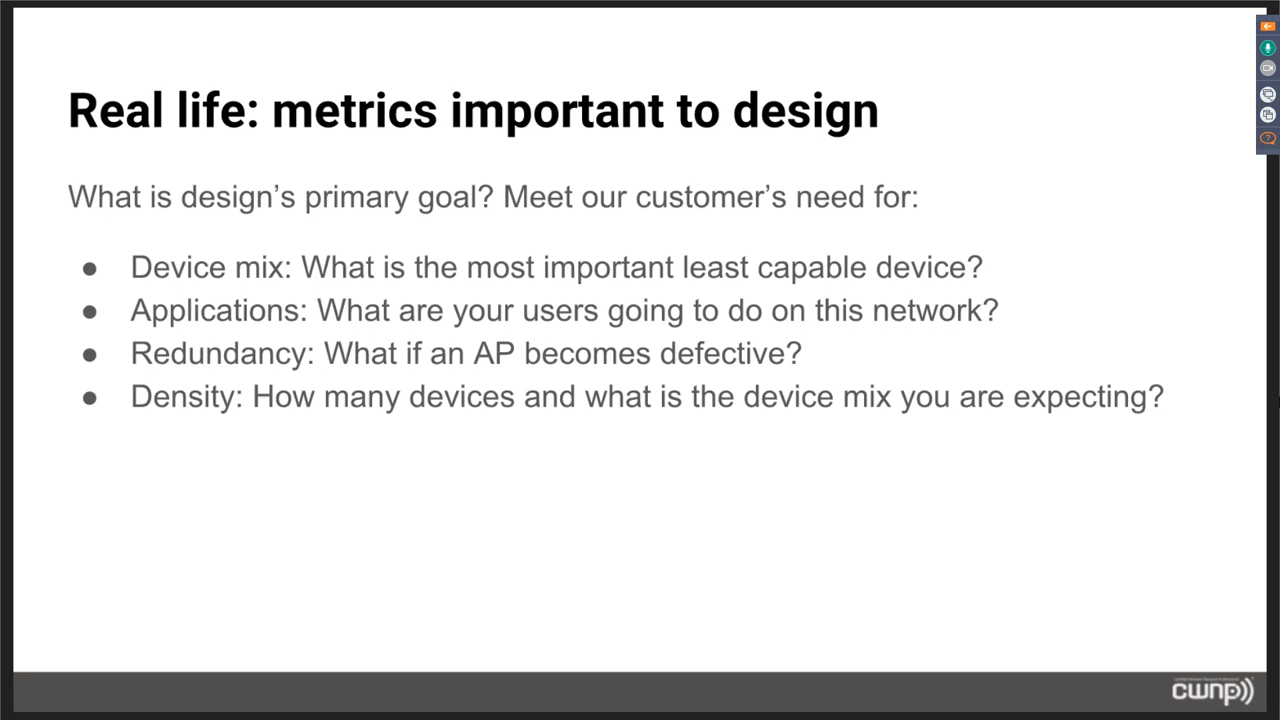 Real life: metrics important to design
What is design’s primary goal? Meet our customer’s need for:
● Device mix: What is the most important least capable device?
● Applications: What are your users going to do on this network?
● Redundancy: What if an AP becomes defective?
● Density: How many devices and what is the device mix you are expecting?
cwnp